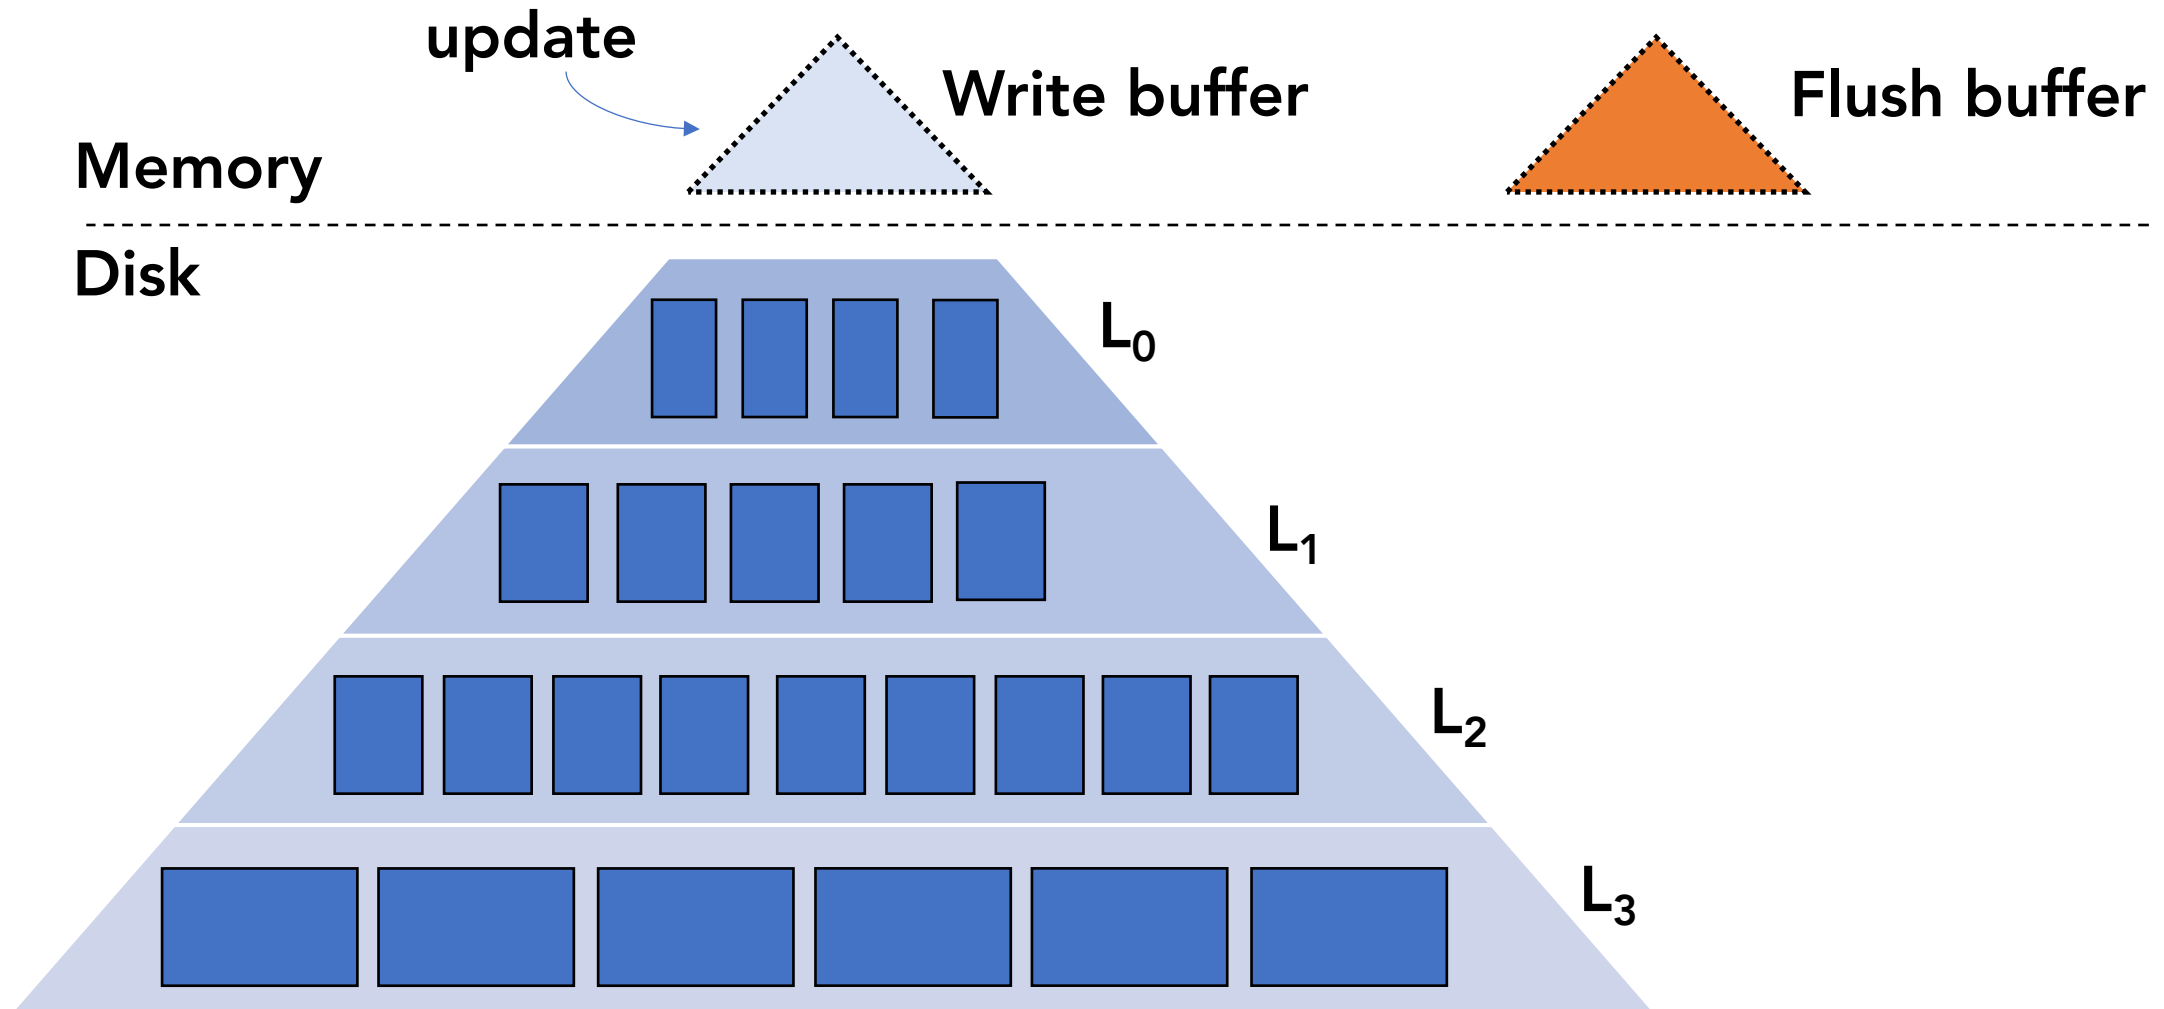 update
Write buffer
Flush buffer
Memory
Disk
L0
L1
L2
L3